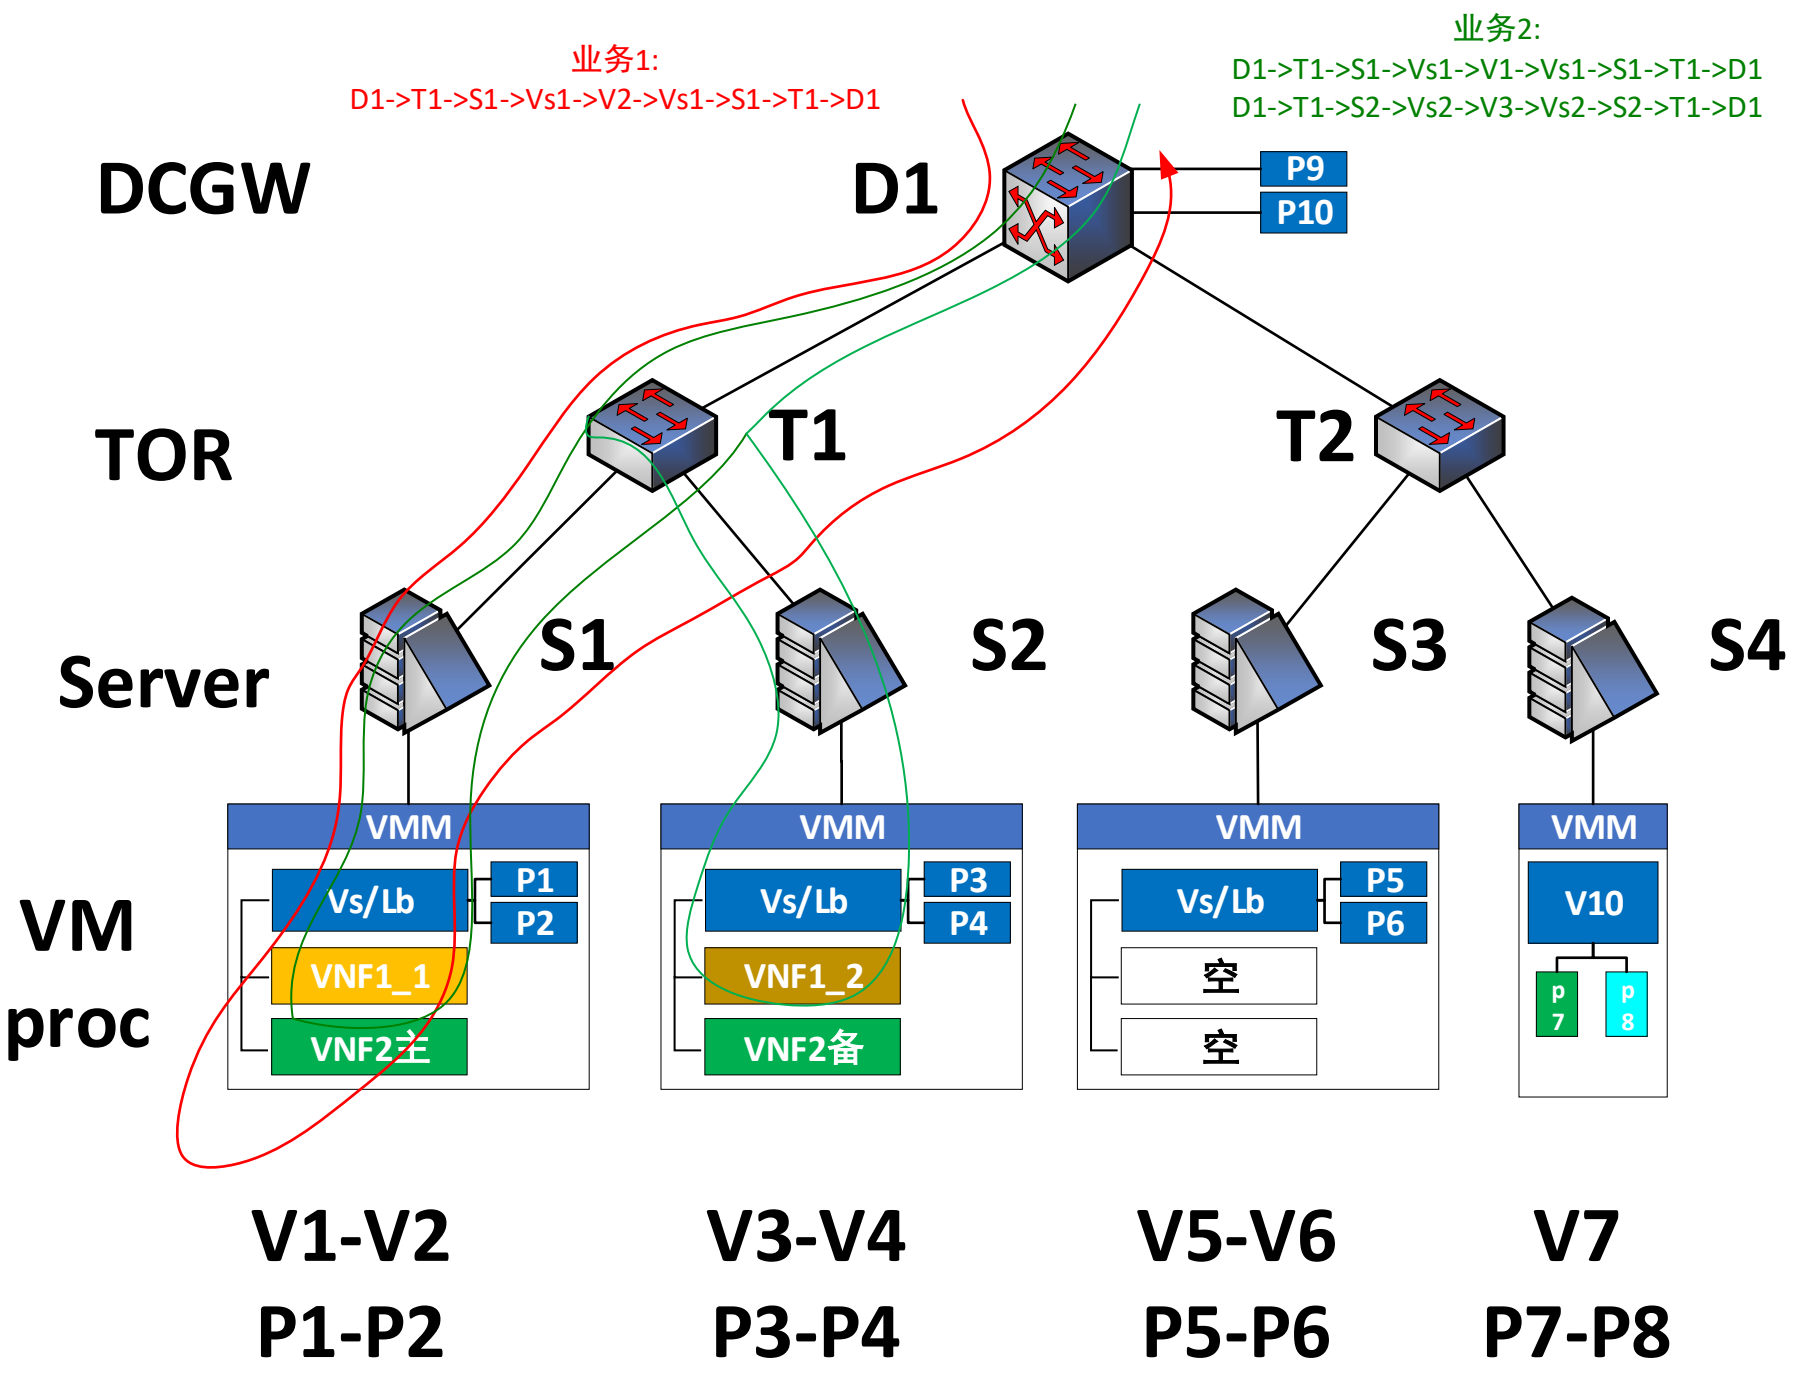 业务1:
D1->T1->S1->Vs1->V2->Vs1->S1->T1->D1
业务2:
D1->T1->S1->Vs1->V1->Vs1->S1->T1->D1
D1->T1->S2->Vs2->V3->Vs2->S2->T1->D1
DCGW
D1
P9
P10
TOR
T1
T2
Server
S1
S2
S3
S4
VM
proc
VMM
Vs/Lb
P1
P2
VNF1_1
VNF2主
VMM
Vs/Lb
P3
P4
VNF1_2
VNF2备
VMM
Vs/Lb
P5
P6
空
空
VMM
V10
p
7
p
8
V1-V2
P1-P2
V3-V4
P3-P4
V5-V6
P5-P6
V7
P7-P8